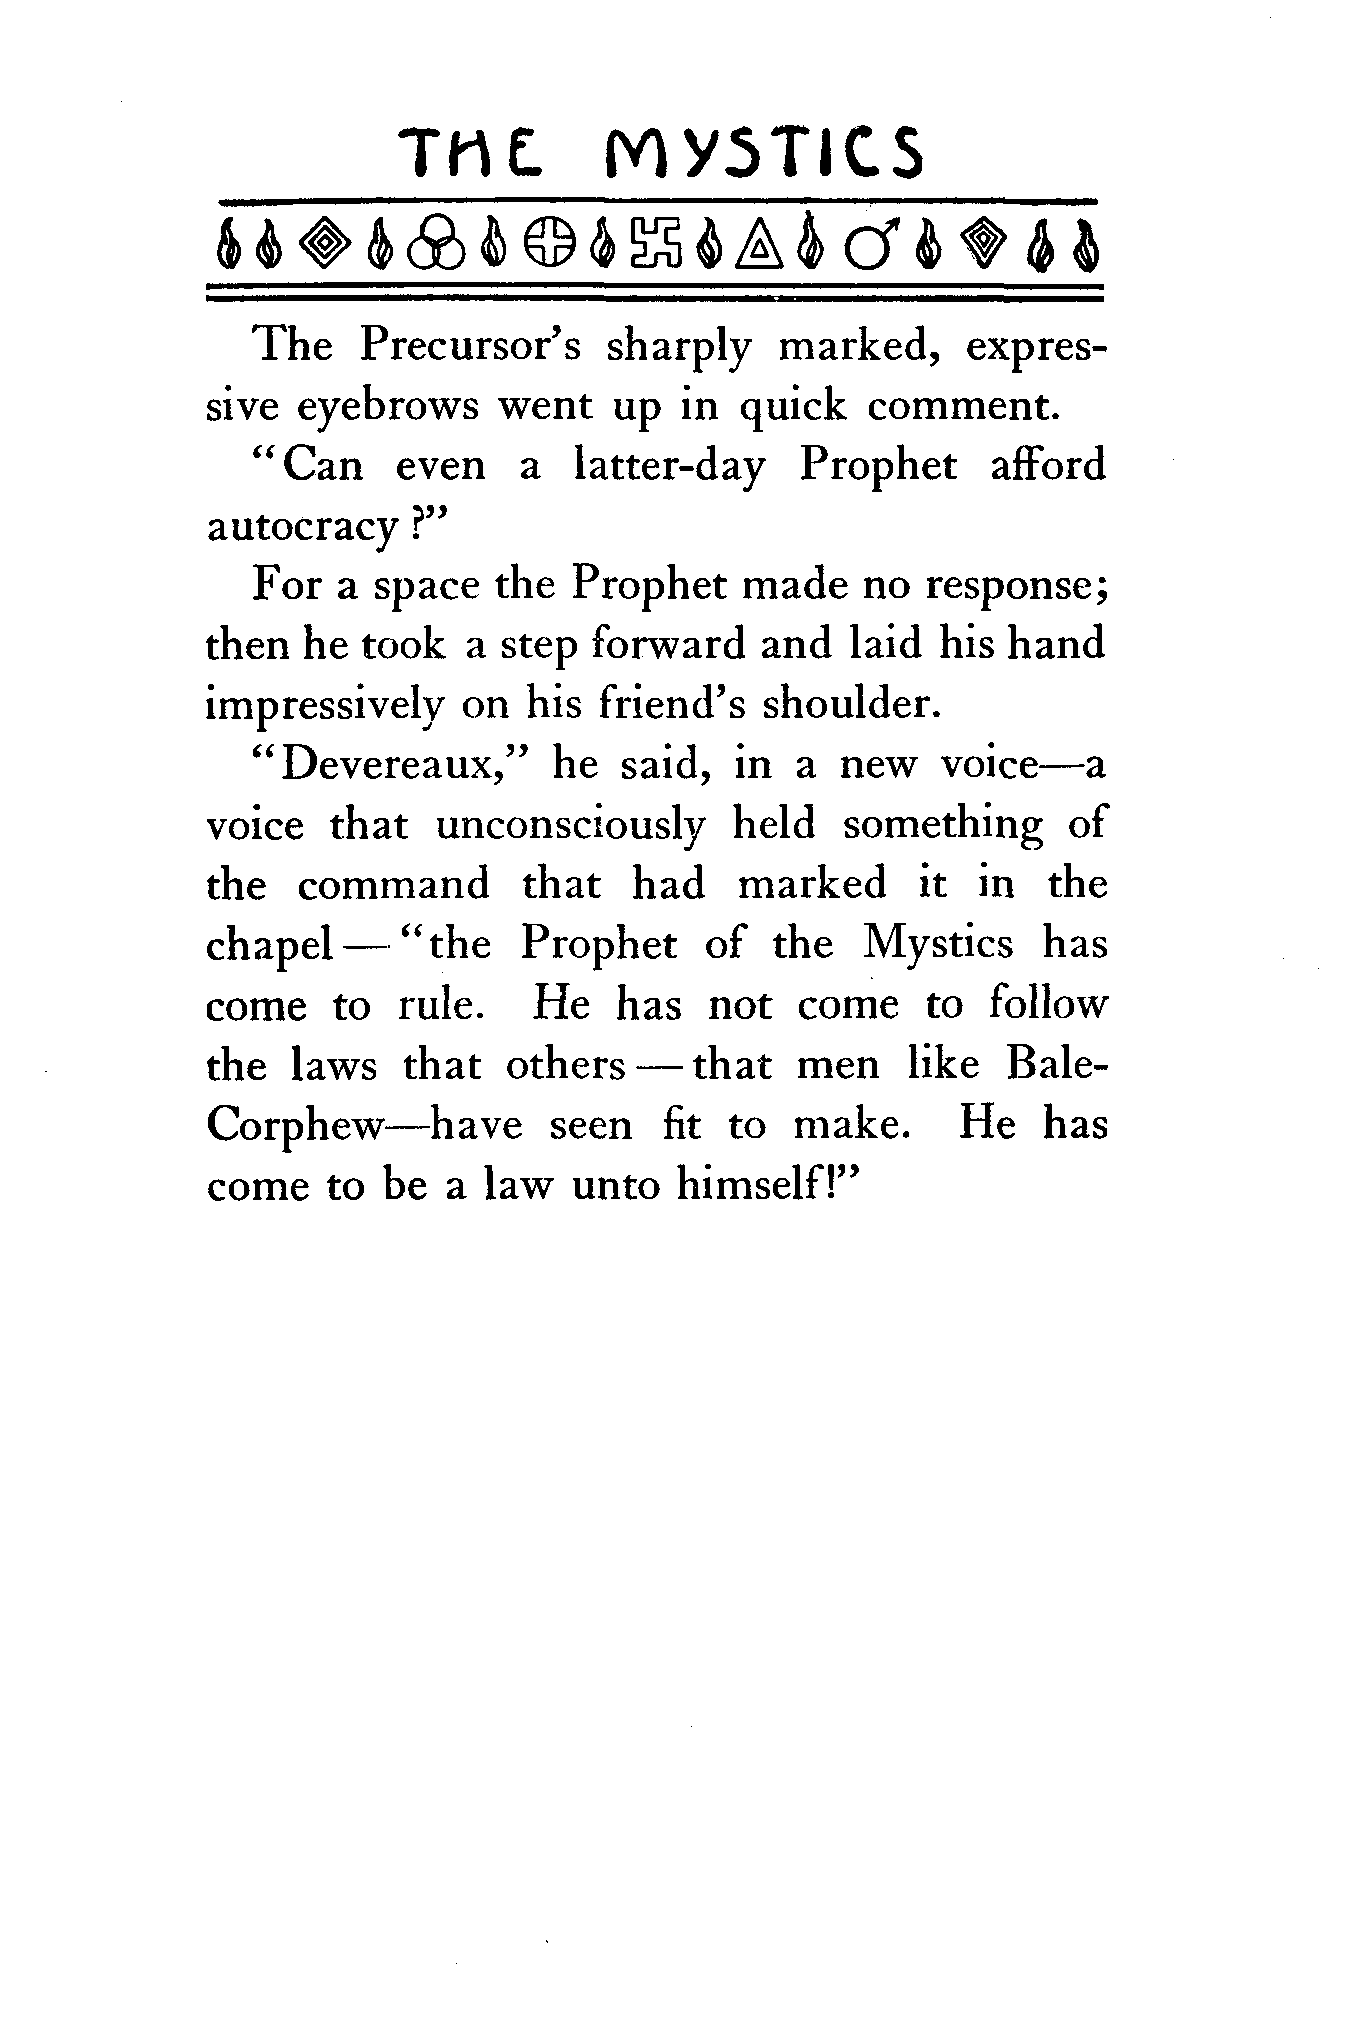 THE MYSTICS
The Precursor's sharply marked, expres-
sive eyebrows went up in quick comment.
"Can even a latter-day Prophet afford
autocracy?"
For a space the Prophet made no response;
then he took a step forward and laid his hand
impressively on his friend's shoulder.
"Devereaux," he said, in a new voice—a
voice that unconsciously held something of
the command that had marked it in the
chapel—"the Prophet of the Mystics has
come to rule. He has not come to follow
the laws that others—that men like Bale-
Corphew—have seen fit to make. He has
come to be a law unto himself!"